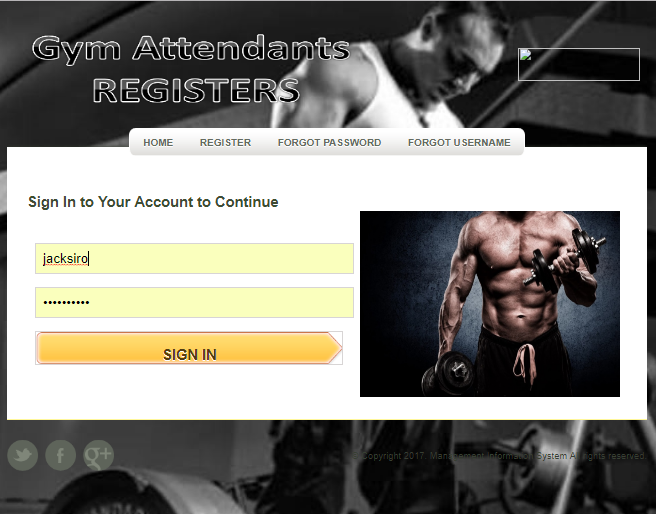 Gym Attendants
REGISTERS
HOME REGISTER FORGOT PASSWORD FORGOT USERNAME
Sign In to Your Account to Continue
jacksiro
••••••••••
SIGN IN
Copyright 2017. Management Information System All rights reserved.